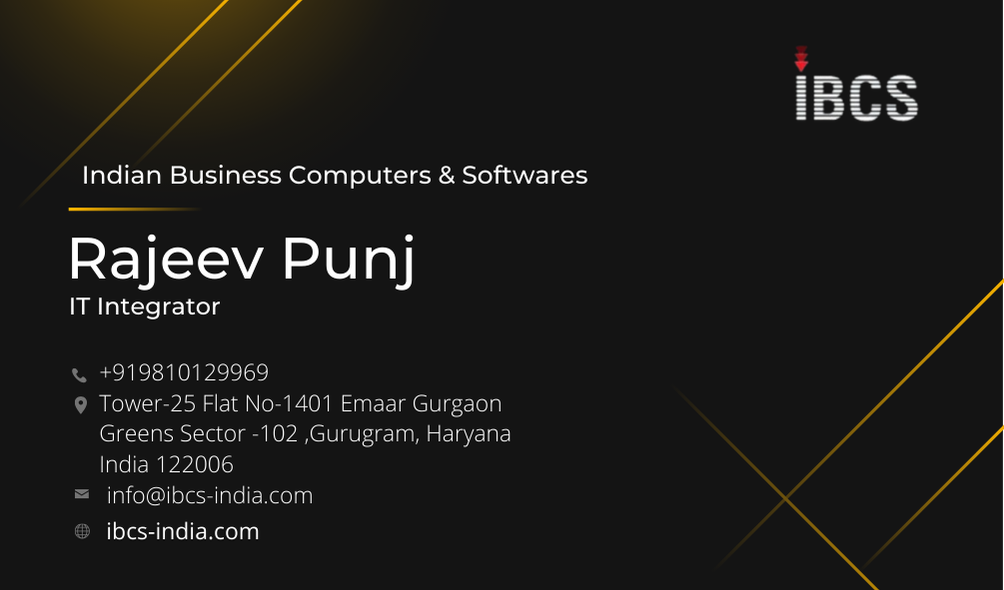 iBCS
Indian Business Computers & Softwares
Rajeev Punj
IT Integrator
+919810129969
Tower-25 Flat No-1401 Emaar Gurgaon
Greens Sector -102 ,Gurugram, Haryana
India 122006
info@ibcs-india.com
ibcs-india.com